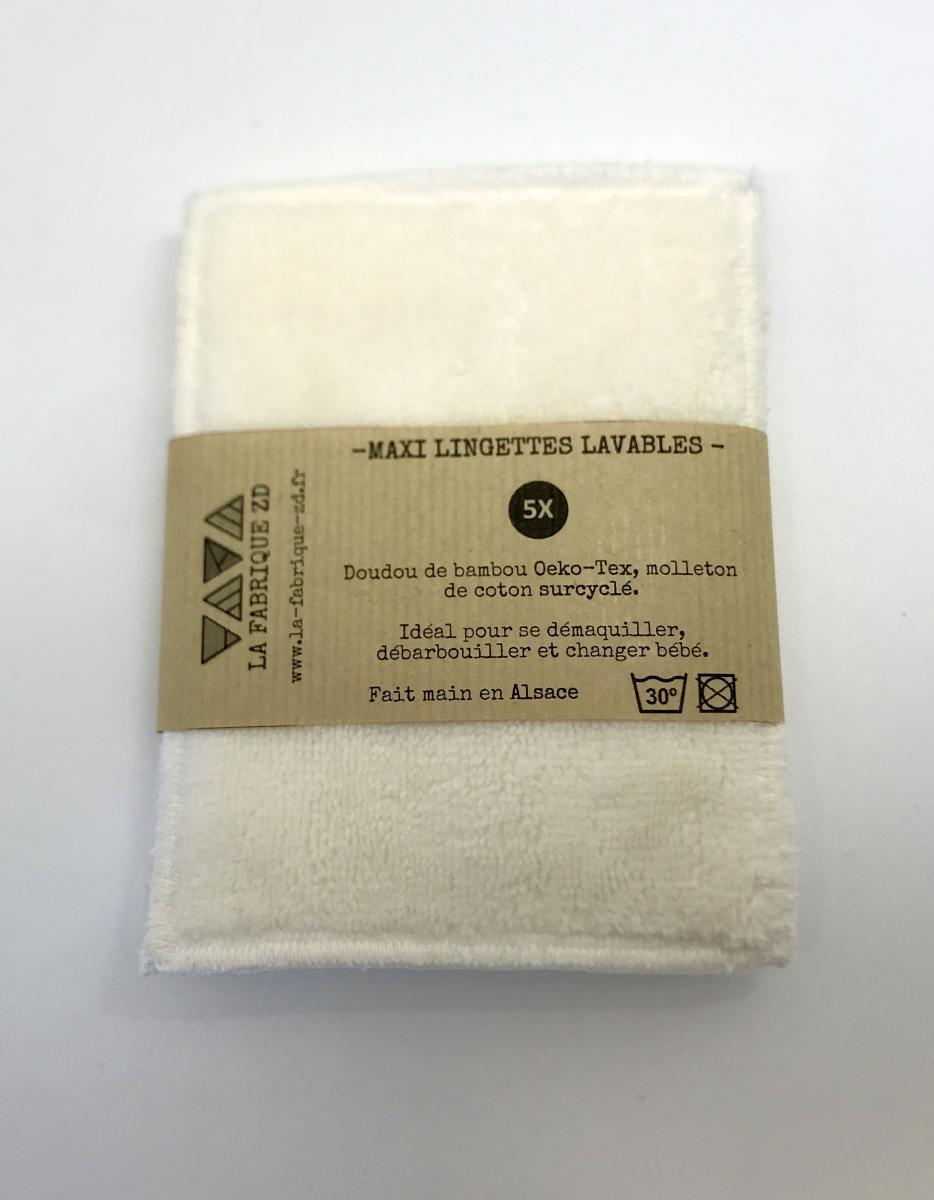 -MAXI LINGETTES LAVABLES -
5X
Doudou de bambou Oeko-Tex, molleton
de coton surcyclé.
Idéal pour se démaquiller,
débarbouiller et changer bébé.
Fait main en Alsace
30°
LA FABRIQUE ZD
www.la-fabrique-zd.fr